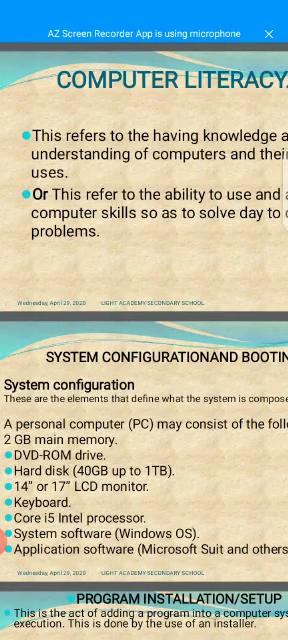 AZ Screen Recorder App is using microphone
COMPUTER LITERACY.
This refers to the having knowledge a
understanding of computers and thei
uses.
Or This refer to the ability to use and
computer skills so as to solve day to
problems.
Wednesday, April 29, 2020 LIGHT ACADEMY SECONDARY SCHOOL
SYSTEM CONFIGURATIONAND BOOTIN
System configuration
These are the elements that define what the system is compos
A personal computer (PC) may consist of the foll
2 GB main memory.
DVD-ROM drive.
Hard disk (40GB up to 1TB).
14” or 17” LCD monitor.
Keyboard.
Core i5 Intel processor.
System software (Windows OS).
Application software (Microsoft Suit and others
Wednesday, April 29, 2020 LIGHT ACADEMY SECONDARY SCHOOL
PROGRAM INSTALLATION/SETUP
This is the act of adding a program into a computer sys
execution. This is done by the use of an installer.